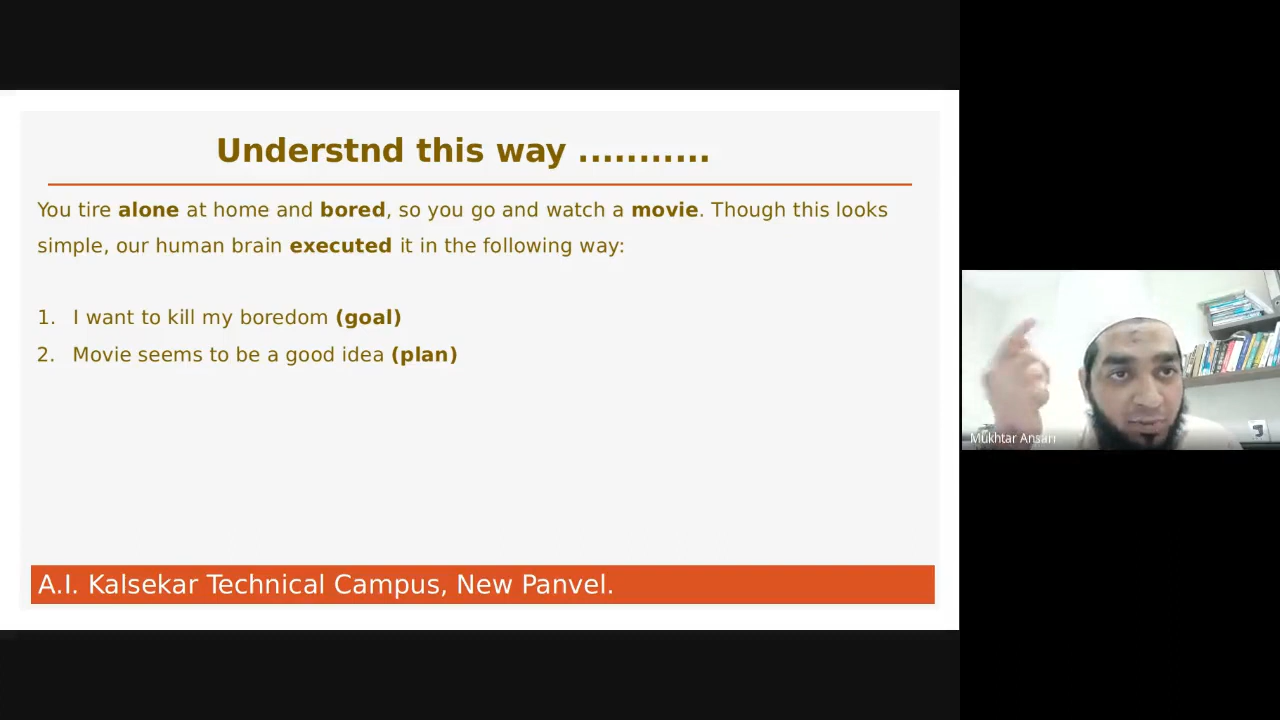 Understnd this way ...........
You tire alone at home and bored, so you go and watch a movie. Though this looks
simple, our human brain executed it in the following way:
1. I want to kill my boredom (goal)
2. Movie seems to be a good idea (plan)
A.I. Kalsekar Technical Campus, New Panvel.
Mukhtar Ansari